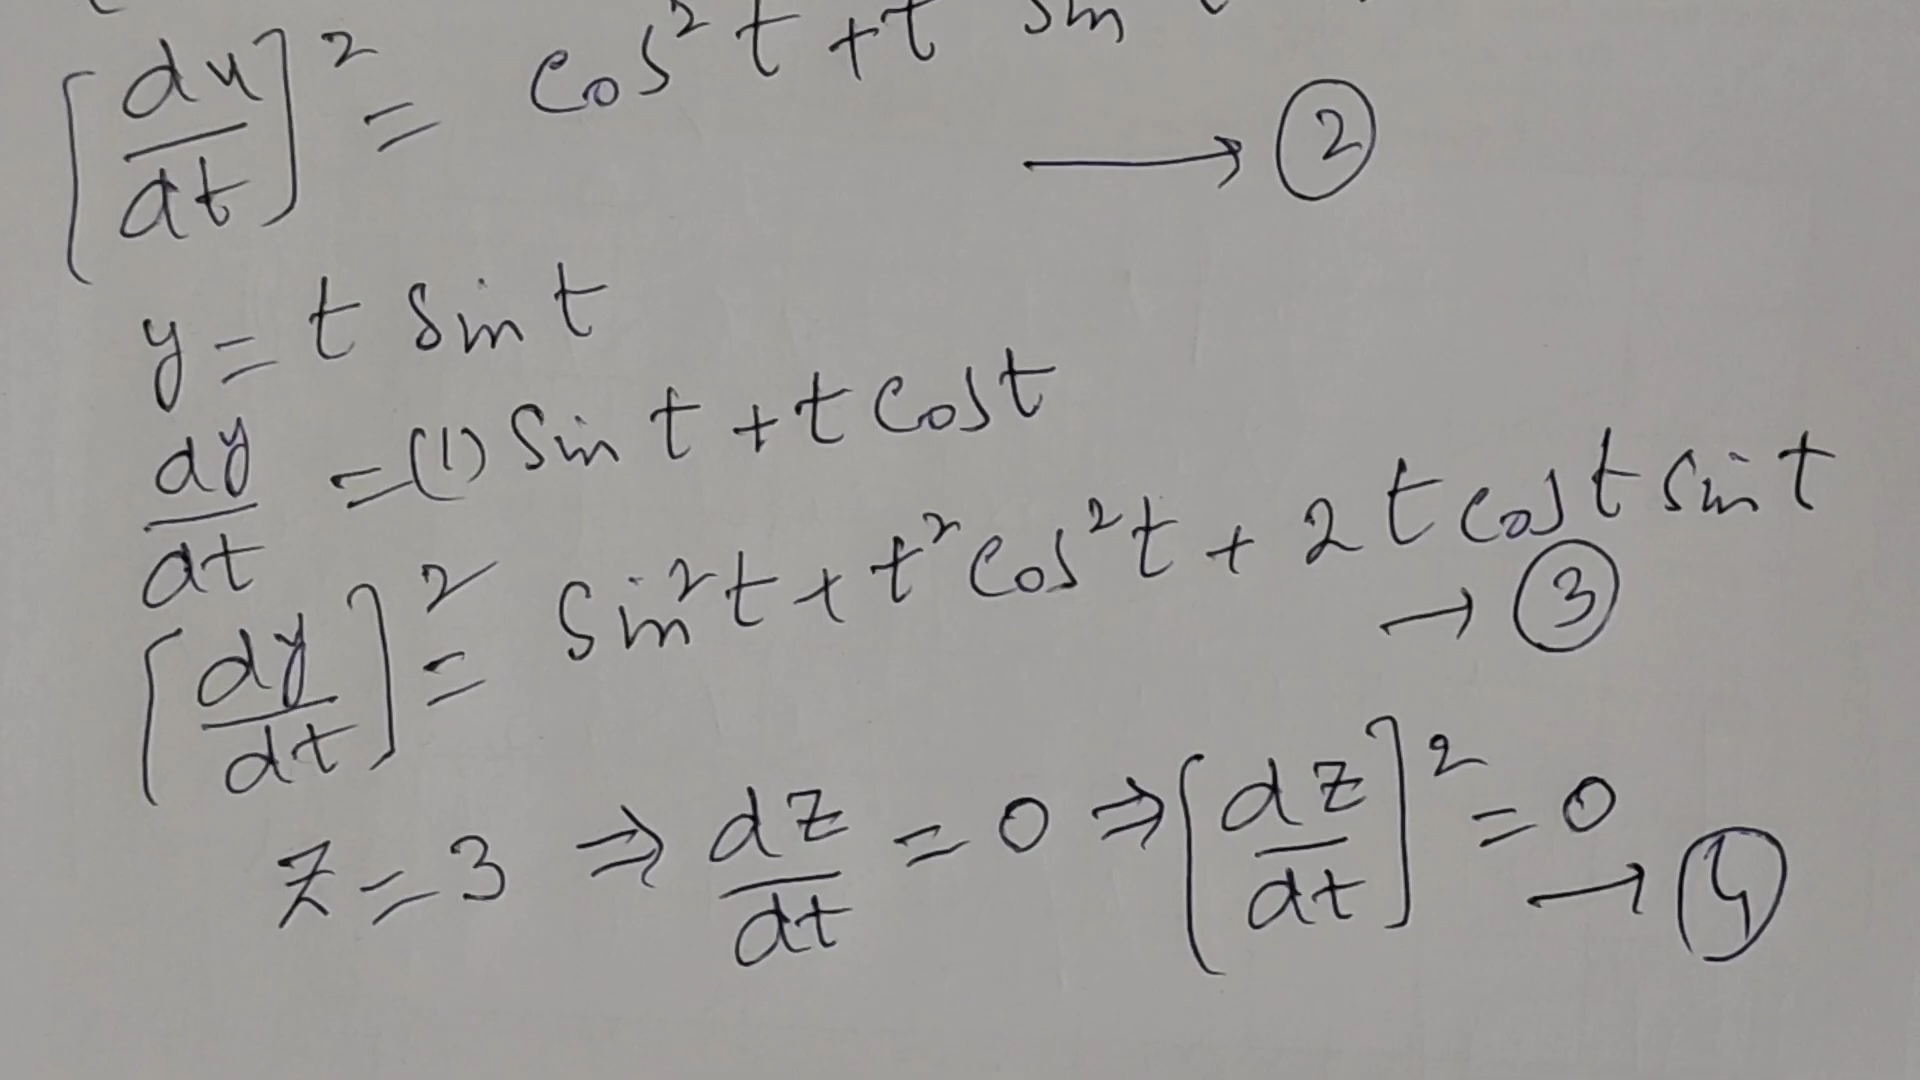 [dx/dt]² = cos²t + t sin
→ ②
y = t sin t
dy/dt = (1) sin t + t cos t
[dy/dt]² = sin²t + t² cos²t + 2 t cos t sin t
→ ③
z = 3 ⇒ dz/dt = 0 ⇒ [dz/dt]² = 0
→ ④